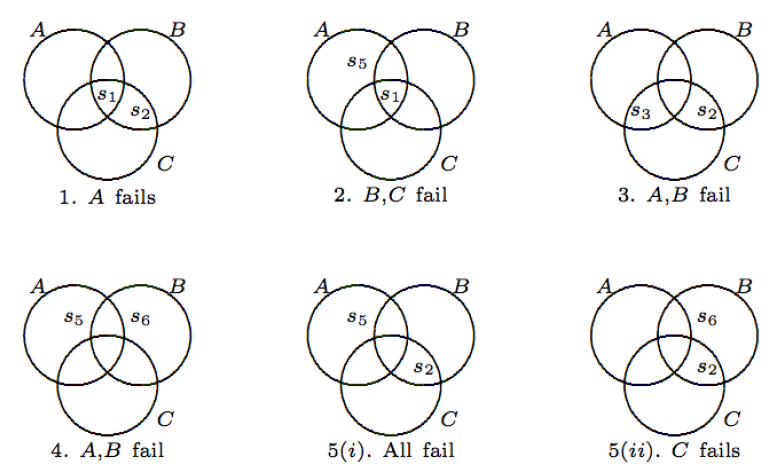 A B A B A B
s5
s1 s1
s2 s3 s2
C C C
1. A fails 2. B,C fail 3. A,B fail
A B A B A B
s5 s6 s5 s6
s2 s2
C C C
4. A,B fail 5(i). All fail 5(ii). C fails